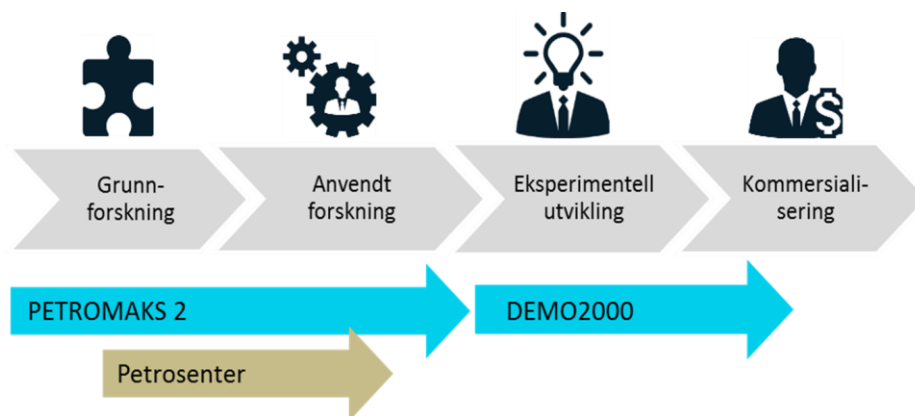 Grunn-
forskning
Anvendt
forskning
Eksperimentell
utvikling
Kommersiali-
sering
PETROMAKS 2
DEMO2000
Petrosenter